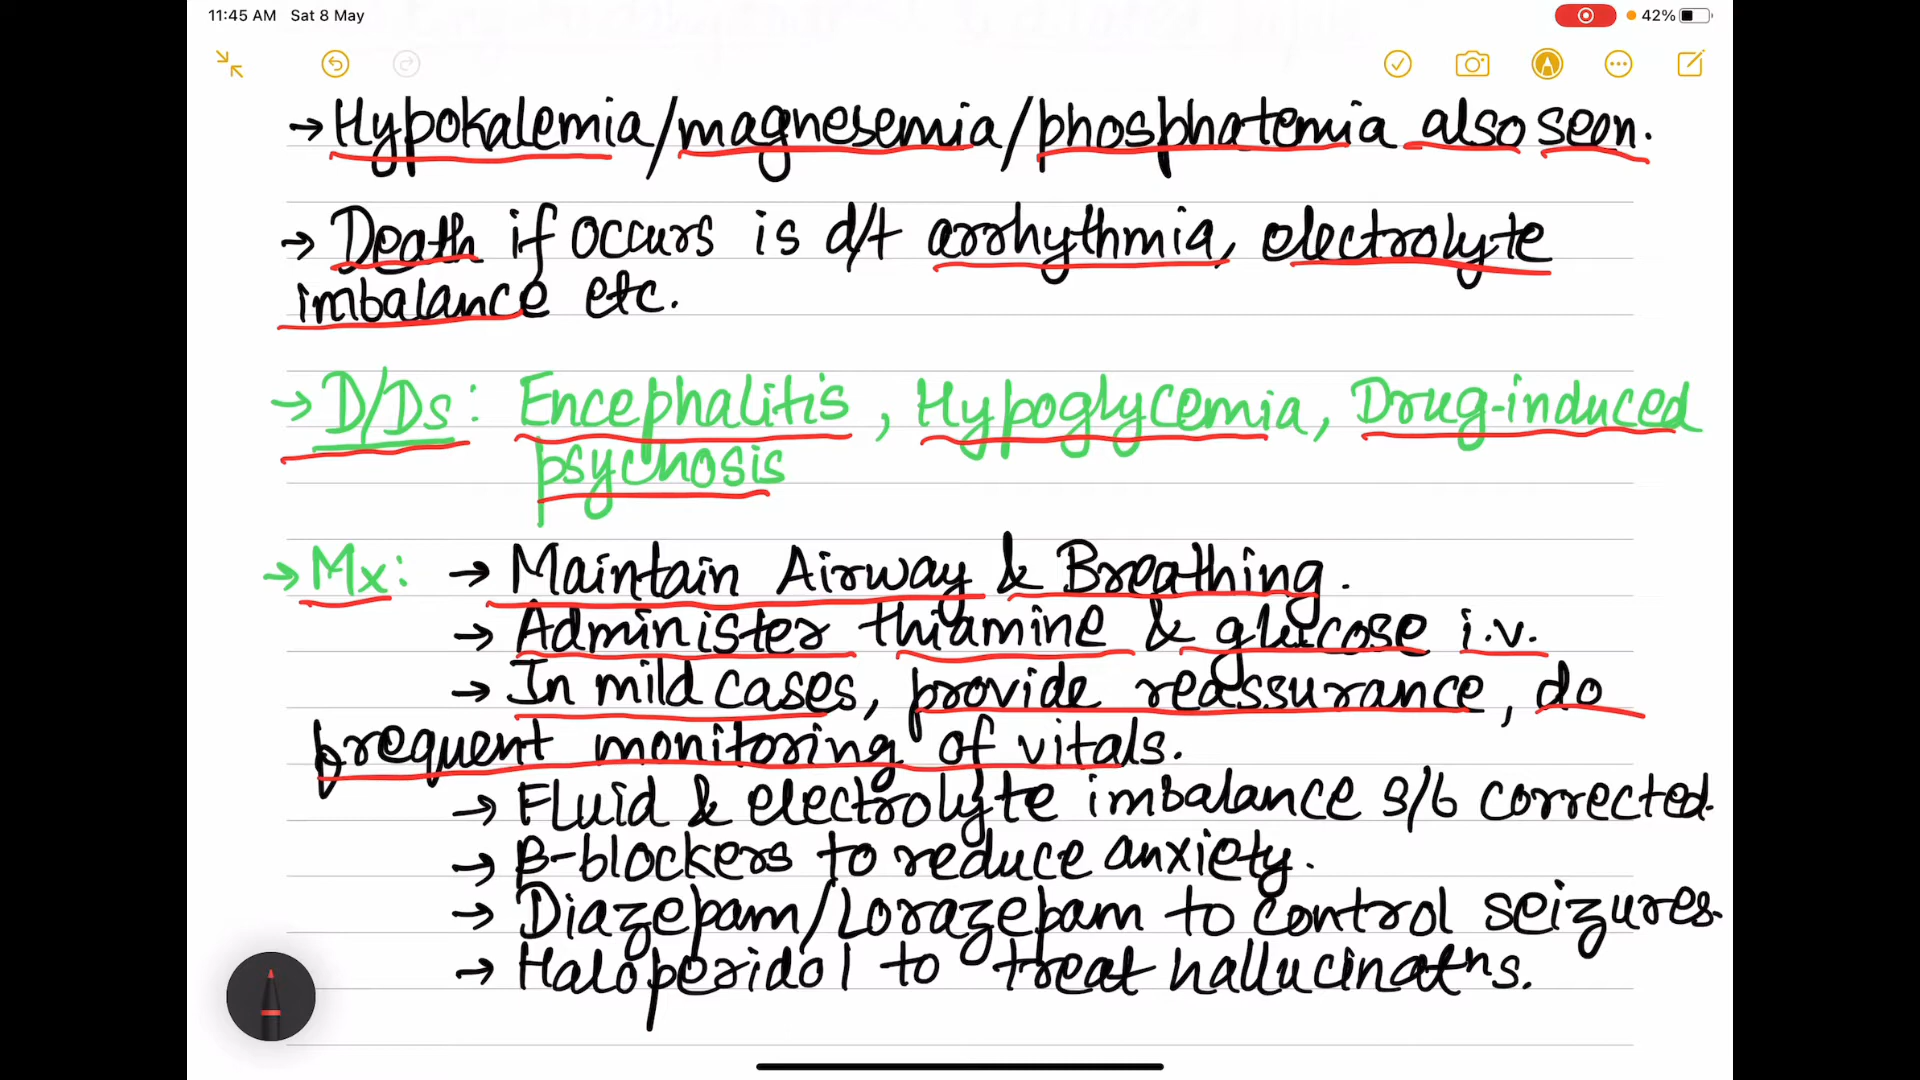 11:45 AM Sat 8 May 42%
→ Hypokalemia/magnesemia/phosphatemia also seen.
→ Death if occurs is d/t arrhythmia, electrolyte
imbalance etc.
→ D/Ds: Encephalitis, Hypoglycemia, Drug-induced
psychosis
→ Mx: → Maintain Airway & Breathing.
→ Administer thiamine & glucose i.v.
→ In mild cases, provide reassurance, do
frequent monitoring of vitals.
→ Fluid & electrolyte imbalance s/b corrected.
→ β-blockers to reduce anxiety.
→ Diazepam/Lorazepam to control seizures.
→ Haloperidol to treat hallucinatns.